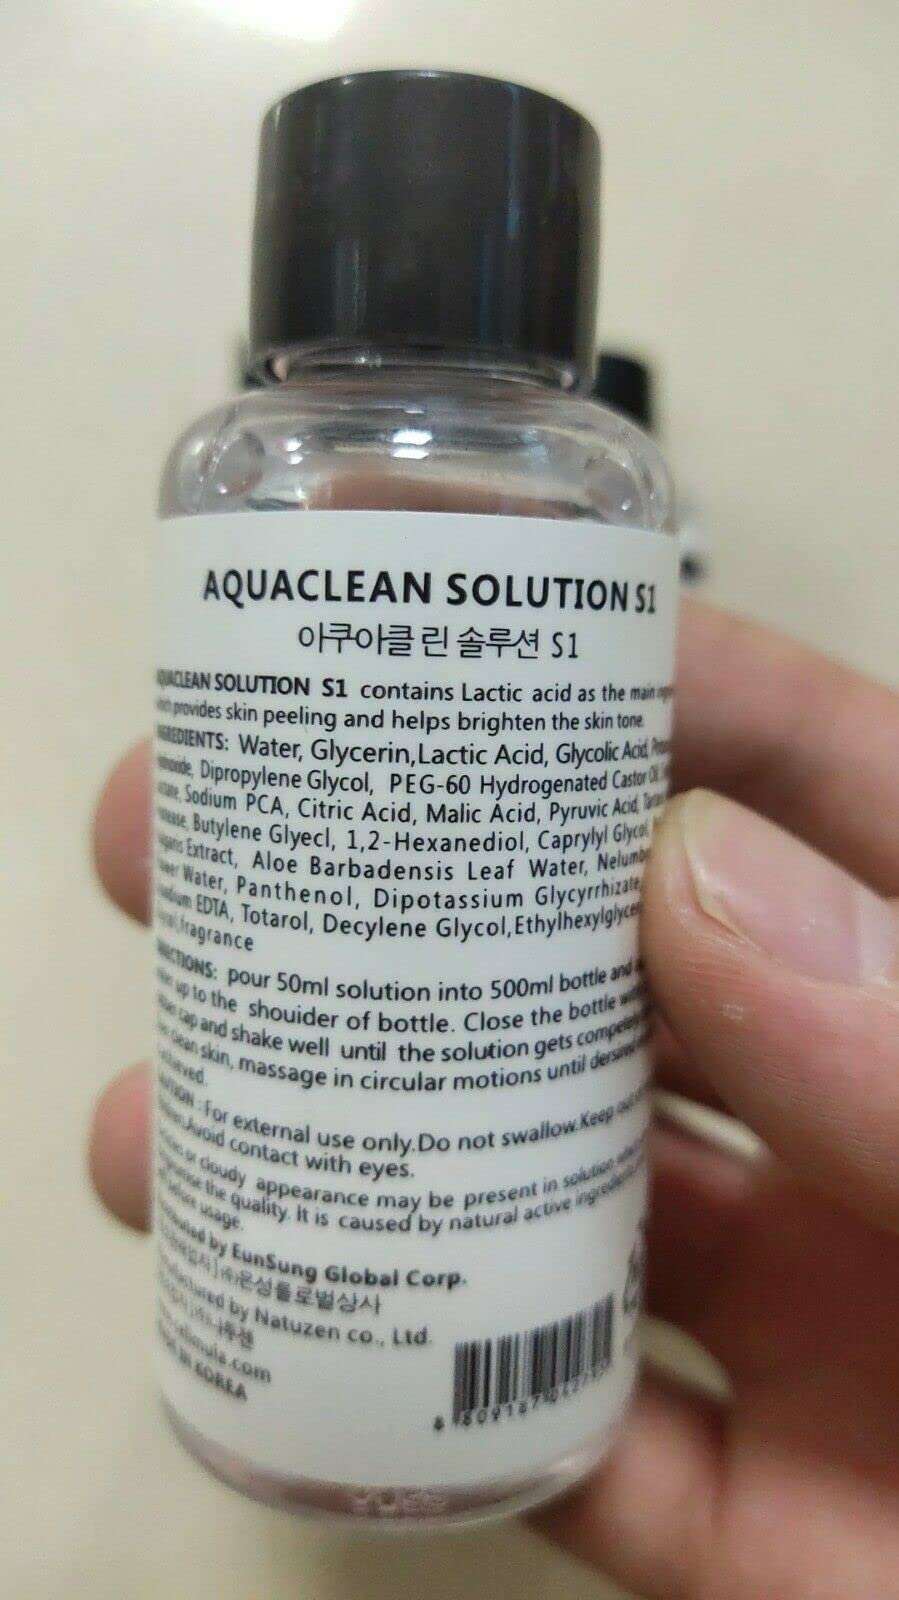 AQUACLEAN SOLUTION S1
아쿠아클 린 솔루션 S1
AQUACLEAN SOLUTION S1 contains Lactic acid as the main
provides skin peeling and helps brighten the skin tone.
INGREDIENTS: Water, Glycerin,Lactic Acid, Glycolic Acid,
Dipropylene Glycol, PEG-60 Hydrogenated Castor Oil,
Sodium PCA, Citric Acid, Malic Acid, Pyruvic Acid,
Butylene Glyecl, 1,2-Hexanediol, Caprylyl Glycol,
Extract, Aloe Barbadensis Leaf Water,
Water, Panthenol, Dipotassium Glycyrrhizate,
EDTA, Totarol, Decylene Glycol,
fragrance
pour 50ml solution into 500ml bottle and
up to the shouider of bottle. Close the bottle
cap and shake well until the solution gets
clean skin, massage in circular motions until
For external use only.Do not swallow.Keep
Avoid contact with eyes.
or cloudy appearance may be present in solution
the quality. It is caused by natural active
before usage.
by EunSung Global Corp.
㈜은성글로벌상사
by Natuzen co., Ltd.
KOREA